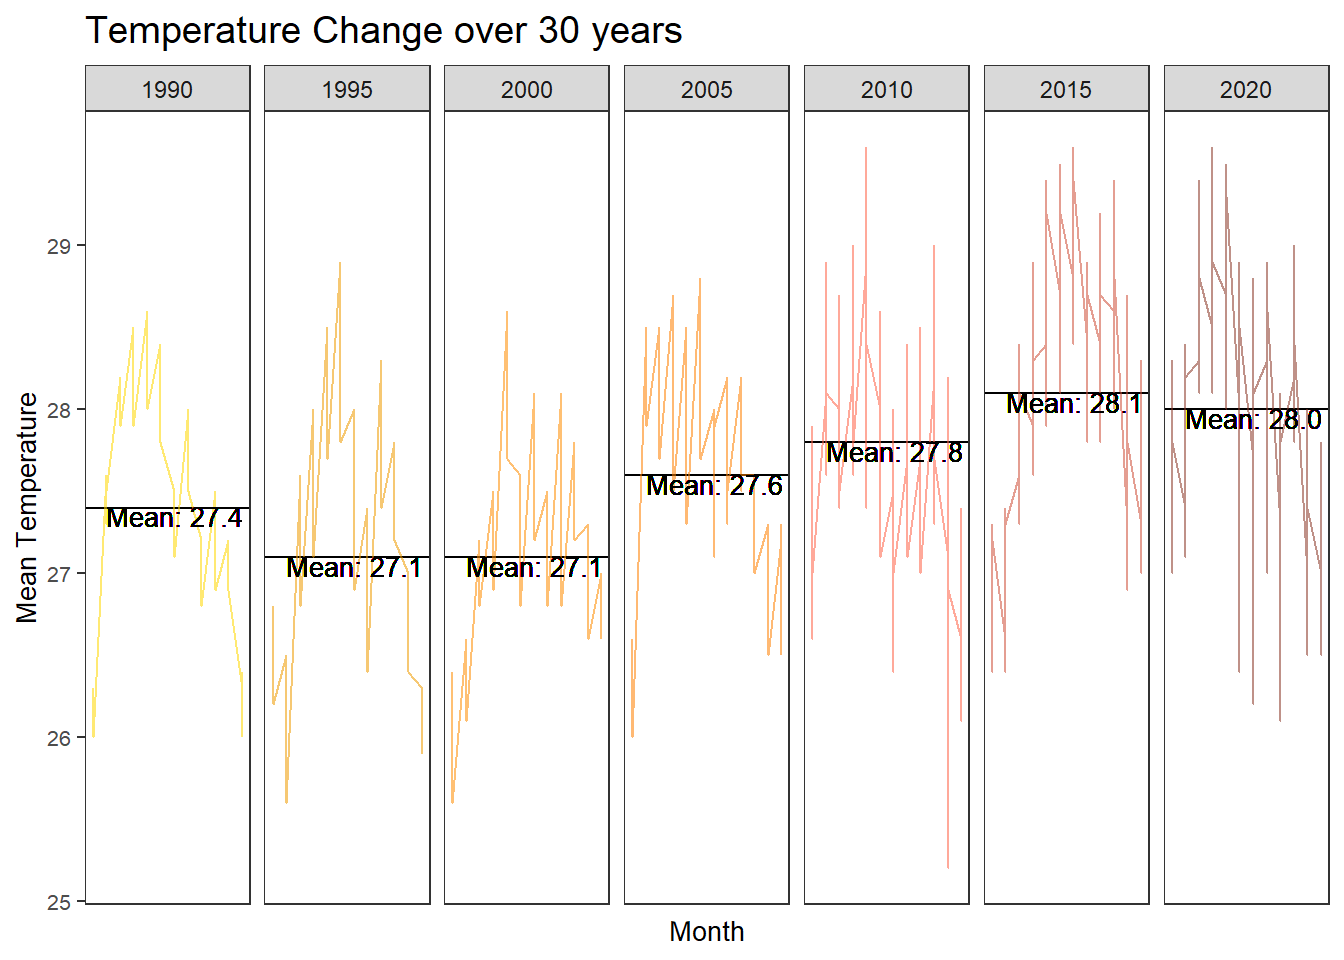 Temperature Change over 30 years
1990 1995 2000 2005 2010 2015 2020
29
28
27
26
25
Mean Temperature
Mean: 27.4
Mean: 27.1
Mean: 27.1
Mean: 27.6
Mean: 27.8
Mean: 28.1
Mean: 28.0
Month